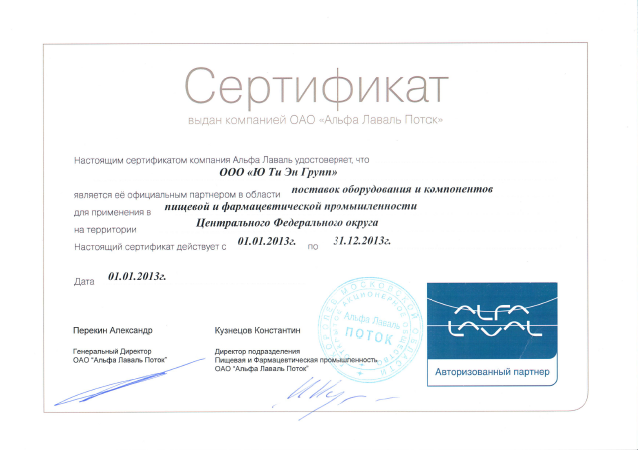 Сертификат
выдан компанией ОАО «Альфа Лаваль Поток»
Настоящим сертификатом компания Альфа Лаваль удостоверяет, что
ООО «Ю Ти Эн Групп»
является её официальным партнером в области поставок оборудования и компонентов
для применения в пищевой и фармацевтической промышленности
на территории Центрального Федерального округа
Настоящий сертификат действует с 01.01.2013г. по 31.12.2013г.
Дата 01.01.2013г.
Перекин Александр
Генеральный Директор
ОАО "Альфа Лаваль Поток"
Кузнецов Константин
Директор подразделения
Пищевая и Фармацевтическая промышленность
ОАО "Альфа Лаваль Поток"
Альфа Лаваль
ПОТОК
ALFA
LAVAL
Авторизованный партнер